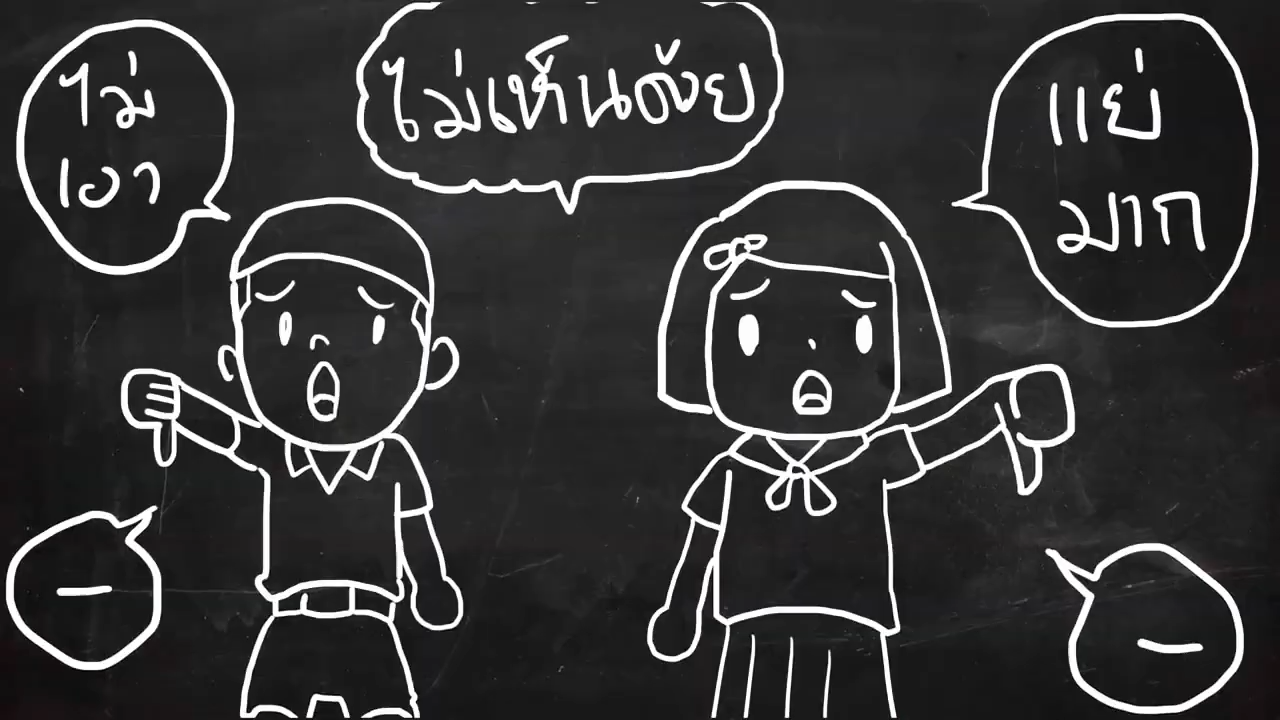 ไม่
เอา
ไม่เห็นด้วย
แย่
มาก
-
-